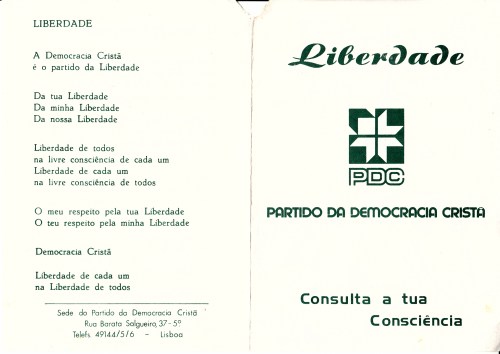 LIBERDADE
A Democracia Cristã
é o partido da Liberdade
Da tua Liberdade
Da minha Liberdade
Da nossa Liberdade
Liberdade de todos
na livre consciência de cada um
Liberdade de cada um
na livre consciência de todos
O meu respeito pela tua Liberdade
O teu respeito pela minha Liberdade
Democracia Cristã
Liberdade de cada um
na Liberdade de todos
Sede do Partido da Democracia Cristã
Rua Barata Salgueiro, 37-5º
Telefs. 49144/5/6 – Lisboa
Liberdade
PDC
PARTIDO DA DEMOCRACIA CRISTÃ
Consulta a tua
Consciência